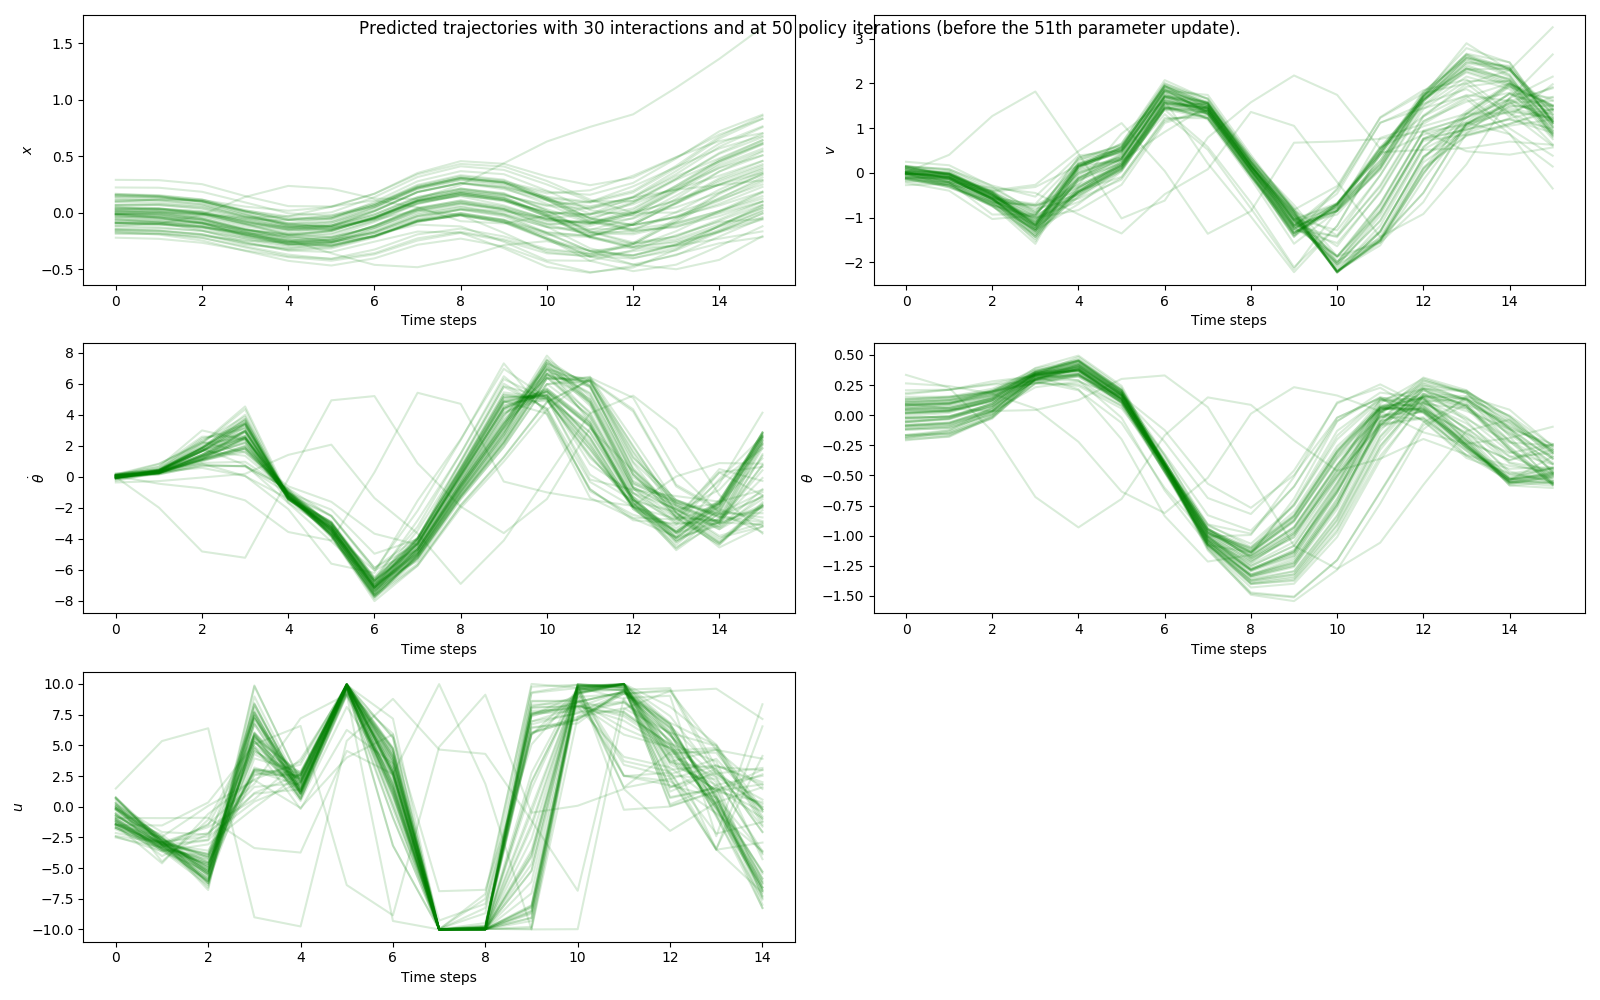 Predicted trajectories with 30 interactions and at 50 policy iterations (before the 51th parameter update).
1.5
1.0
0.5
0.0
−0.5
x
0 2 4 6 8 10 12 14
Time steps
3
2
1
0
−1
−2
v
0 2 4 6 8 10 12 14
Time steps
8
6
4
2
0
−2
−4
−6
−8
θ̇
0 2 4 6 8 10 12 14
Time steps
0.50
0.25
0.00
−0.25
−0.50
−0.75
−1.00
−1.25
−1.50
θ
0 2 4 6 8 10 12 14
Time steps
10.0
7.5
5.0
2.5
0.0
−2.5
−5.0
−7.5
−10.0
u
0 2 4 6 8 10 12 14
Time steps